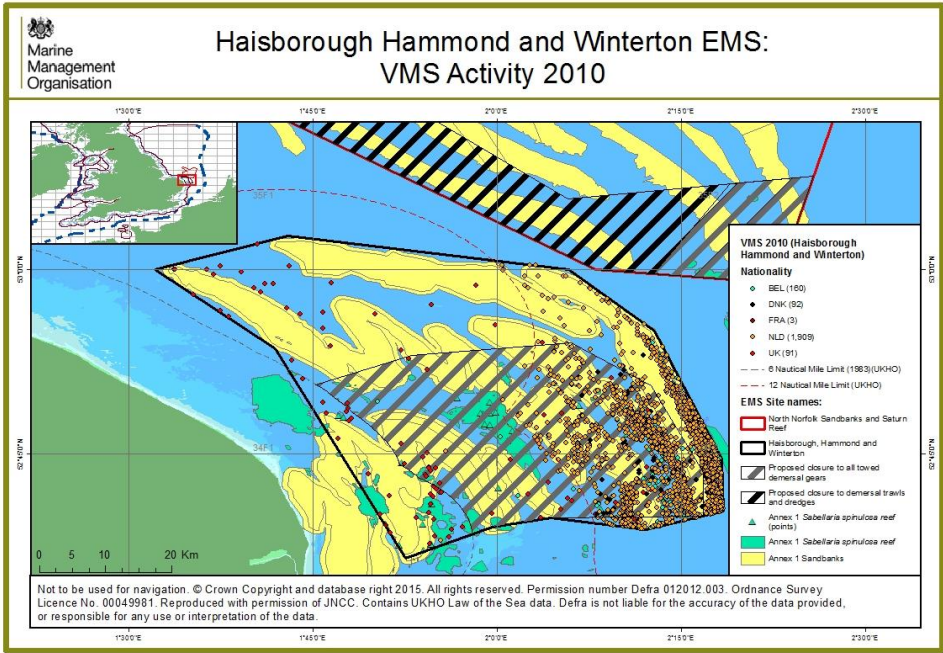 Marine
Management
Organisation
Haisborough Hammond and Winterton EMS:
VMS Activity 2010
1°30'0"E
1°45'0"E
2°0'0"E
2°15'0"E
2°30'0"E
35F1
34F1
53°0'0"N
53°0'0"N
52°45'0"N
52°45'0"N
VMS 2010 (Haisborough
Hammond and Winterton)
Nationality
BEL (160)
DNK (92)
FRA (3)
NLD (1,909)
UK (91)
6 Nautical Mile Limit (1983)(UKHO)
12 Nautical Mile Limit (UKHO)
EMS Site names:
North Norfolk Sandbanks and Saturn
Reef
Haisborough, Hammond and
Winterton
Proposed closure to all towed
demersal gears
Proposed closure to demersal trawls
and dredges
Annex 1 Sabellaria spinulosa reef
(points)
Annex 1 Sabellaria spinulosa reef
Annex 1 Sandbanks
0 5 10 20 Km
Not to be used for navigation. © Crown Copyright and database right 2015. All rights reserved. Permission number Defra 012012.003. Ordnance Survey
Licence No. 00049981. Reproduced with permission of JNCC. Contains UKHO Law of the Sea data. Defra is not liable for the accuracy of the data provided,
or responsible for any use or interpretation of the data.
1°30'0"E
1°45'0"E
2°0'0"E
2°15'0"E
2°30'0"E